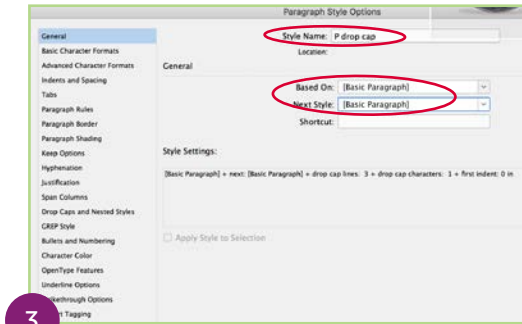 Paragraph Style Options
General
Basic Character Formats
Advanced Character Formats
Indents and Spacing
Tabs
Paragraph Rules
Paragraph Border
Paragraph Shading
Keep Options
Hyphenation
Justification
Span Columns
Drop Caps and Nested Styles
GREP Style
Bullets and Numbering
Character Color
OpenType Features
Underline Options
Options
Tagging
Style Name: P drop cap
Location:
General
Based On: [Basic Paragraph]
Next Style: [Basic Paragraph]
Shortcut:
Style Settings:
[Basic Paragraph] + next: [Basic Paragraph] + drop cap lines: 3 + drop cap characters: 1 + first indent: 0 in
Apply Style to Selection
3